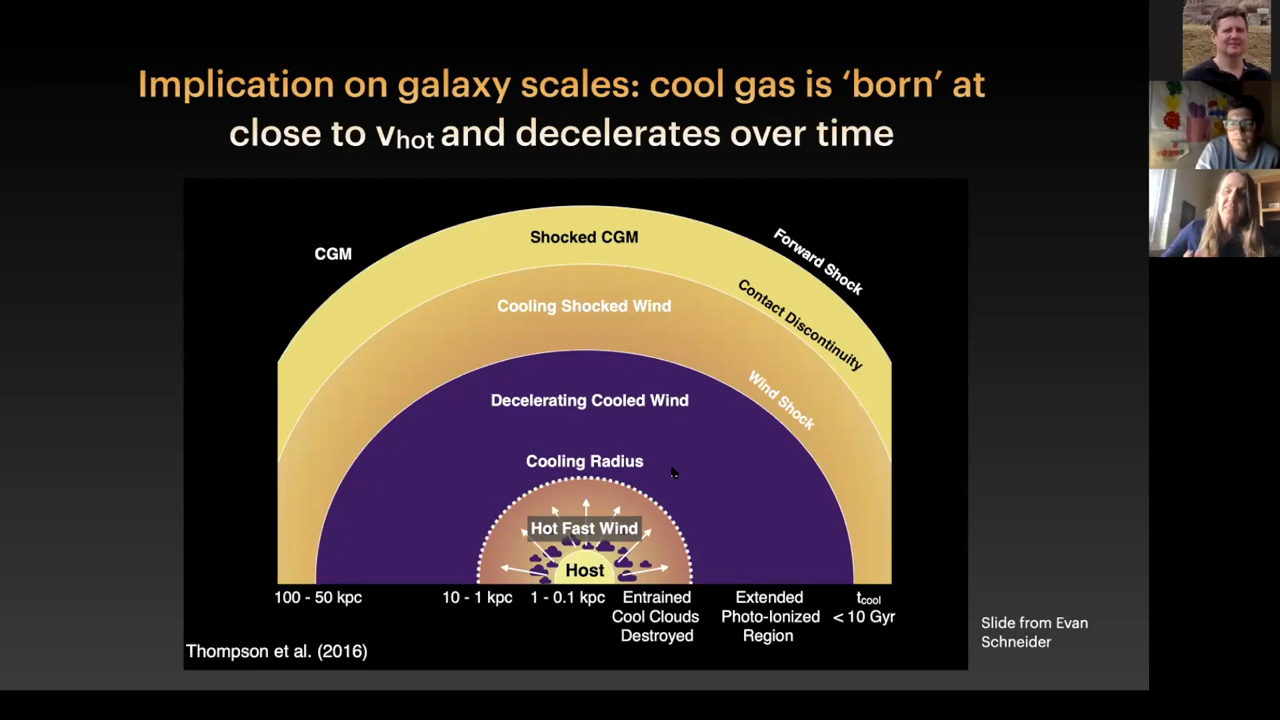 Implication on galaxy scales: cool gas is ‘born’ at
close to vhot and decelerates over time
CGM
Shocked CGM
Forward Shock
Cooling Shocked Wind
Contact Discontinuity
Decelerating Cooled Wind
Wind Shock
Cooling Radius
Hot Fast Wind
Host
100 - 50 kpc
10 - 1 kpc
1 - 0.1 kpc
Entrained
Cool Clouds
Destroyed
Extended
Photo-Ionized
Region
tcool
< 10 Gyr
Thompson et al. (2016)
Slide from Evan
Schneider